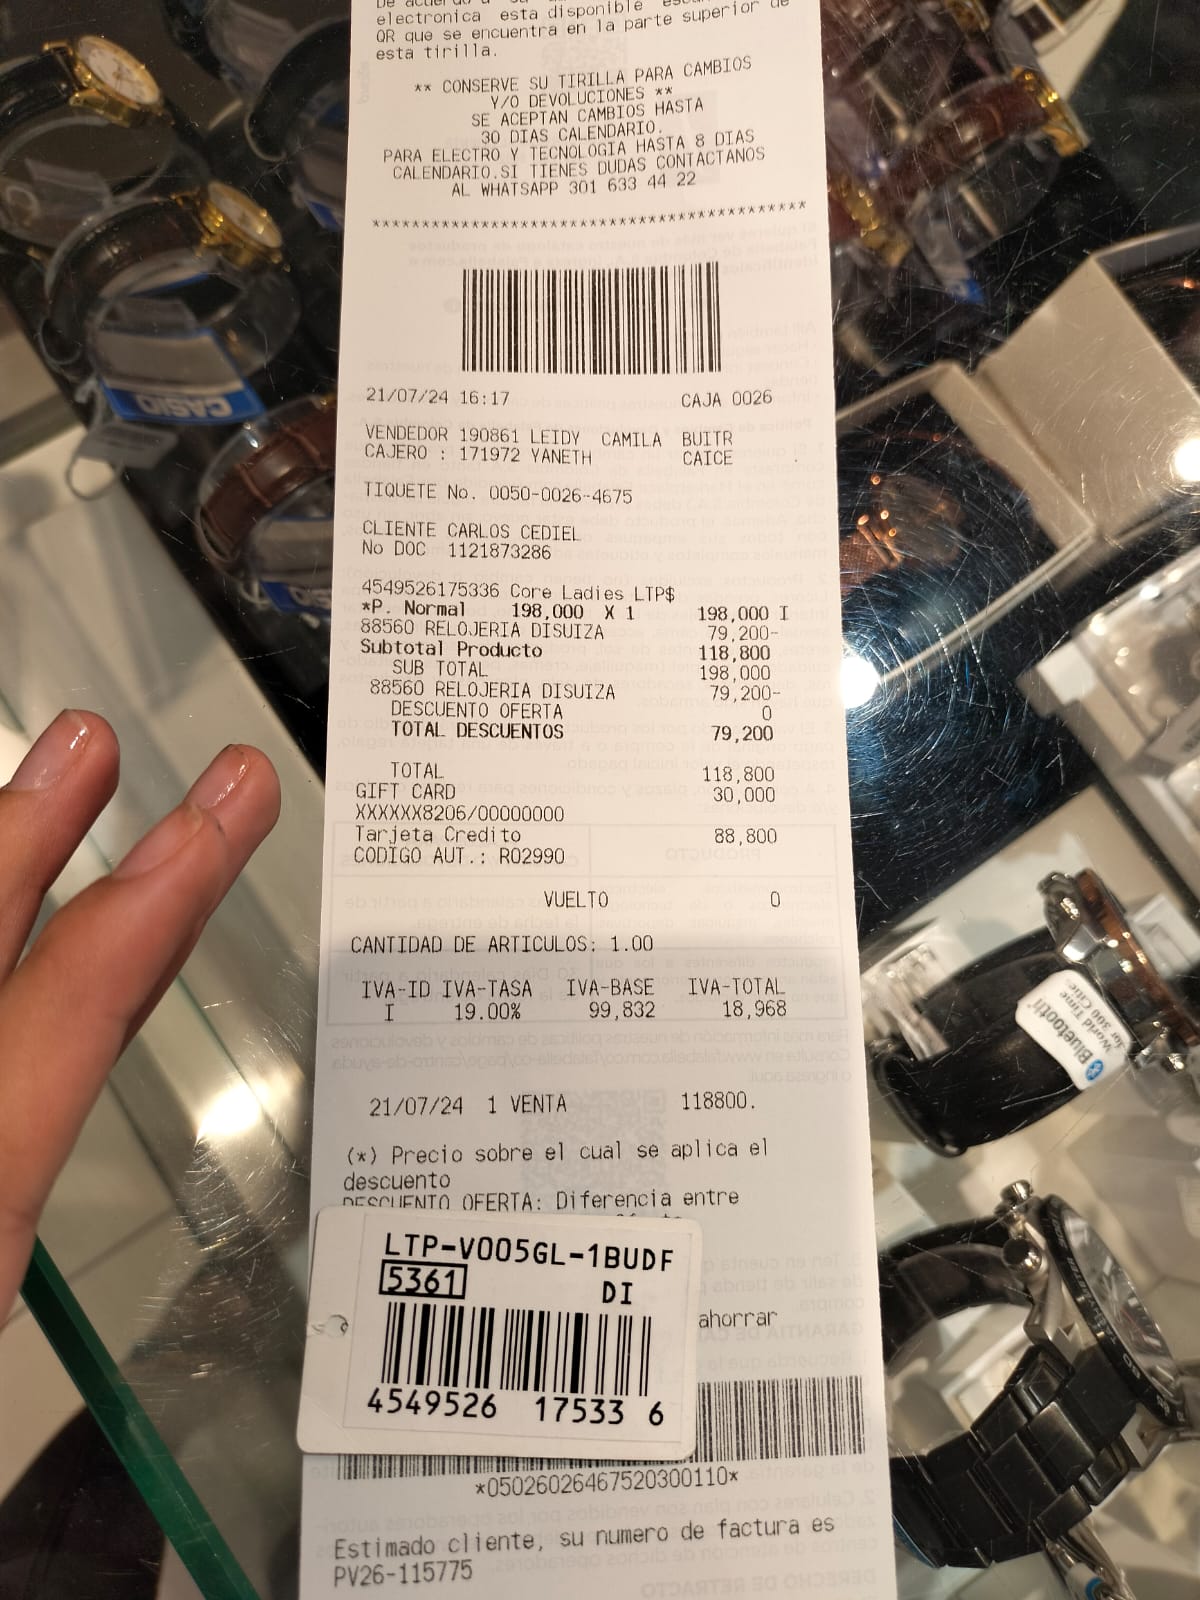 electronica esta disponible
QR que se encuentra en la parte superior de
esta tirilla.
** CONSERVE SU TIRILLA PARA CAMBIOS
Y/O DEVOLUCIONES **
SE ACEPTAN CAMBIOS HASTA
30 DIAS CALENDARIO.
PARA ELECTRO Y TECNOLOGIA HASTA 8 DIAS
CALENDARIO.SI TIENES DUDAS CONTACTANOS
AL WHATSAPP 301 633 44 22
******************************************
21/07/24 16:17 CAJA 0026
VENDEDOR 190861 LEIDY CAMILA BUITR
CAJERO : 171972 YANETH CAICE
TIQUETE No. 0050-0026-4675
CLIENTE CARLOS CEDIEL
No DOC 1121873286
4549526175336 Core Ladies LTP$
*P. Normal 198,000 X 1 198,000 I
88560 RELOJERIA DISUIZA 79,200-
Subtotal Producto 118,800
SUB TOTAL 198,000
88560 RELOJERIA DISUIZA 79,200-
DESCUENTO OFERTA 0
TOTAL DESCUENTOS 79,200
TOTAL 118,800
GIFT CARD 30,000
XXXXXX8206/00000000
Tarjeta Credito 88,800
CODIGO AUT.: R02990
VUELTO 0
CANTIDAD DE ARTICULOS: 1.00
IVA-ID IVA-TASA IVA-BASE IVA-TOTAL
I 19.00% 99,832 18,968
21/07/24 1 VENTA 118800.
(*) Precio sobre el cual se aplica el
descuento
DESCUENTO OFERTA: Diferencia entre
LTP-V005GL-1BUDF
5361 DI
4549526 17533 6
ahorrar
*05026026467520300110*
Estimado cliente, su numero de factura es
PV26-115775
CASIO
Bluetooth
World Time
for 300 Citie